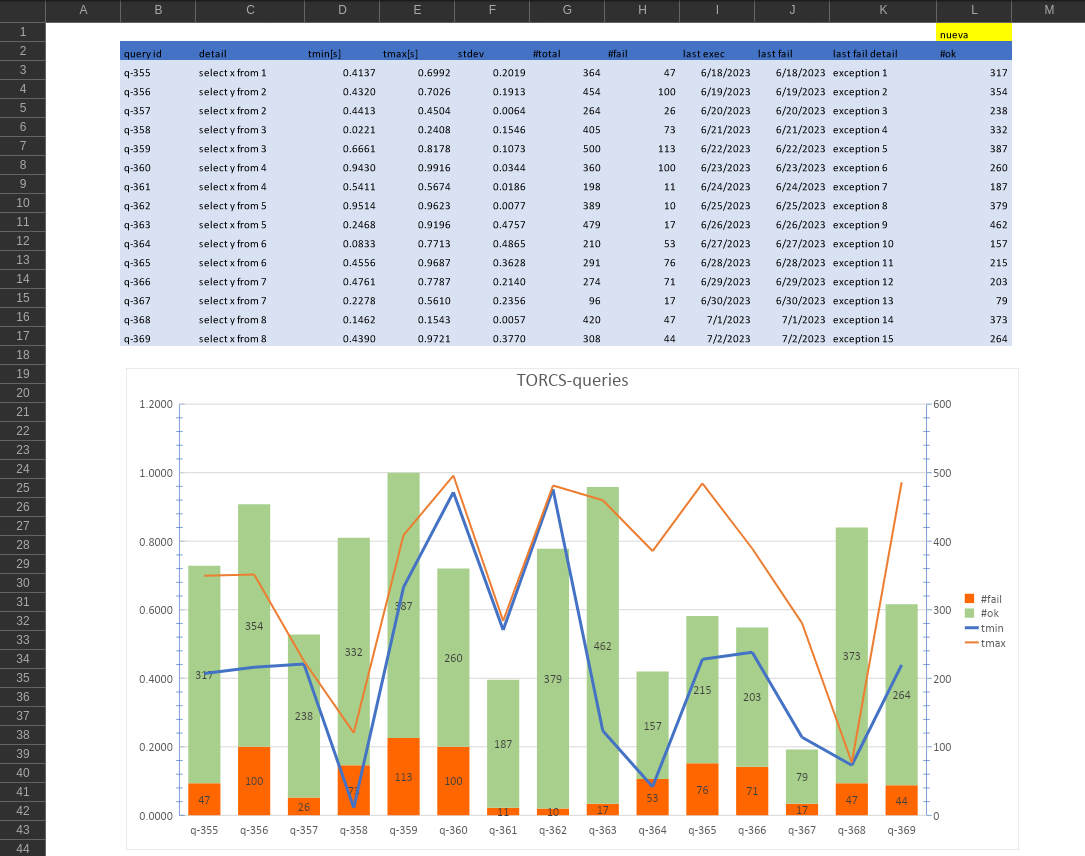 A B C D E F G H I J K L M
1 nueva
2 query id detail tmin[s] tmax[s] stdev #total #fail last exec last fail last fail detail #ok
3 q-355 select x from 1 0.4137 0.6992 0.2019 364 47 6/18/2023 6/18/2023 exception 1 317
4 q-356 select y from 2 0.4320 0.7026 0.1913 454 100 6/19/2023 6/19/2023 exception 2 354
5 q-357 select x from 2 0.4413 0.4504 0.0064 264 26 6/20/2023 6/20/2023 exception 3 238
6 q-358 select y from 3 0.0221 0.2408 0.1546 405 73 6/21/2023 6/21/2023 exception 4 332
7 q-359 select x from 3 0.6661 0.8178 0.1073 500 113 6/22/2023 6/22/2023 exception 5 387
8 q-360 select y from 4 0.9430 0.9916 0.0344 360 100 6/23/2023 6/23/2023 exception 6 260
9 q-361 select x from 4 0.5411 0.5674 0.0186 198 11 6/24/2023 6/24/2023 exception 7 187
10 q-362 select y from 5 0.9514 0.9623 0.0077 389 10 6/25/2023 6/25/2023 exception 8 379
11 q-363 select x from 5 0.2468 0.9196 0.4757 479 17 6/26/2023 6/26/2023 exception 9 462
12 q-364 select y from 6 0.0833 0.7713 0.4865 210 53 6/27/2023 6/27/2023 exception 10 157
13 q-365 select x from 6 0.4556 0.9687 0.3628 291 76 6/28/2023 6/28/2023 exception 11 215
14 q-366 select y from 7 0.4761 0.7787 0.2140 274 71 6/29/2023 6/29/2023 exception 12 203
15 q-367 select x from 7 0.2278 0.5610 0.2356 96 17 6/30/2023 6/30/2023 exception 13 79
16 q-368 select y from 8 0.1462 0.1543 0.0057 420 47 7/1/2023 7/1/2023 exception 14 373
17 q-369 select x from 8 0.4390 0.9721 0.3770 308 44 7/2/2023 7/2/2023 exception 15 264
18
19
20
21
22
23
24
25
26
27
28
29
30
31
32
33
34
35
36
37
38
39
40
41
42
43
44
TORCS-queries
1.2000
1.0000
0.8000
0.6000
0.4000
0.2000
0.0000
600
500
400
300
200
100
0
317 354 238 332 387 260 187 379 462 157 215 203 79 373 264
47 100 26 73 113 100 11 10 17 53 76 71 17 47 44
q-355 q-356 q-357 q-358 q-359 q-360 q-361 q-362 q-363 q-364 q-365 q-366 q-367 q-368 q-369
#fail
#ok
tmin
tmax